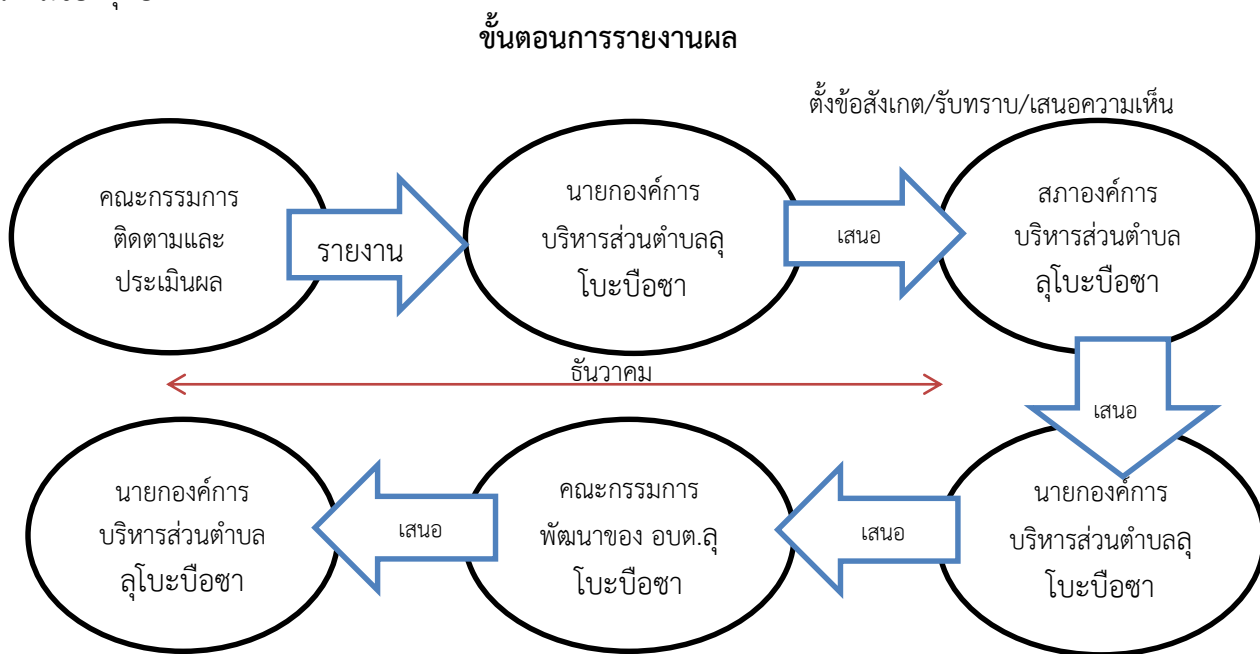 ขั้นตอนการรายงานผล
ตั้งข้อสังเกต/รับทราบ/เสนอความเห็น
คณะกรรมการ
ติดตามและ
ประเมินผล
รายงาน
นายกองค์การ
บริหารส่วนตำบลลุ
โบะบือซา
เสนอ
สภาองค์การ
บริหารส่วนตำบล
ลุโบะบือซา
ธันวาคม
เสนอ
นายกองค์การ
บริหารส่วนตำบลลุ
โบะบือซา
เสนอ
คณะกรรมการ
พัฒนาของ อบต.ลุ
โบะบือซา
เสนอ
นายกองค์การ
บริหารส่วนตำบล
ลุโบะบือซา